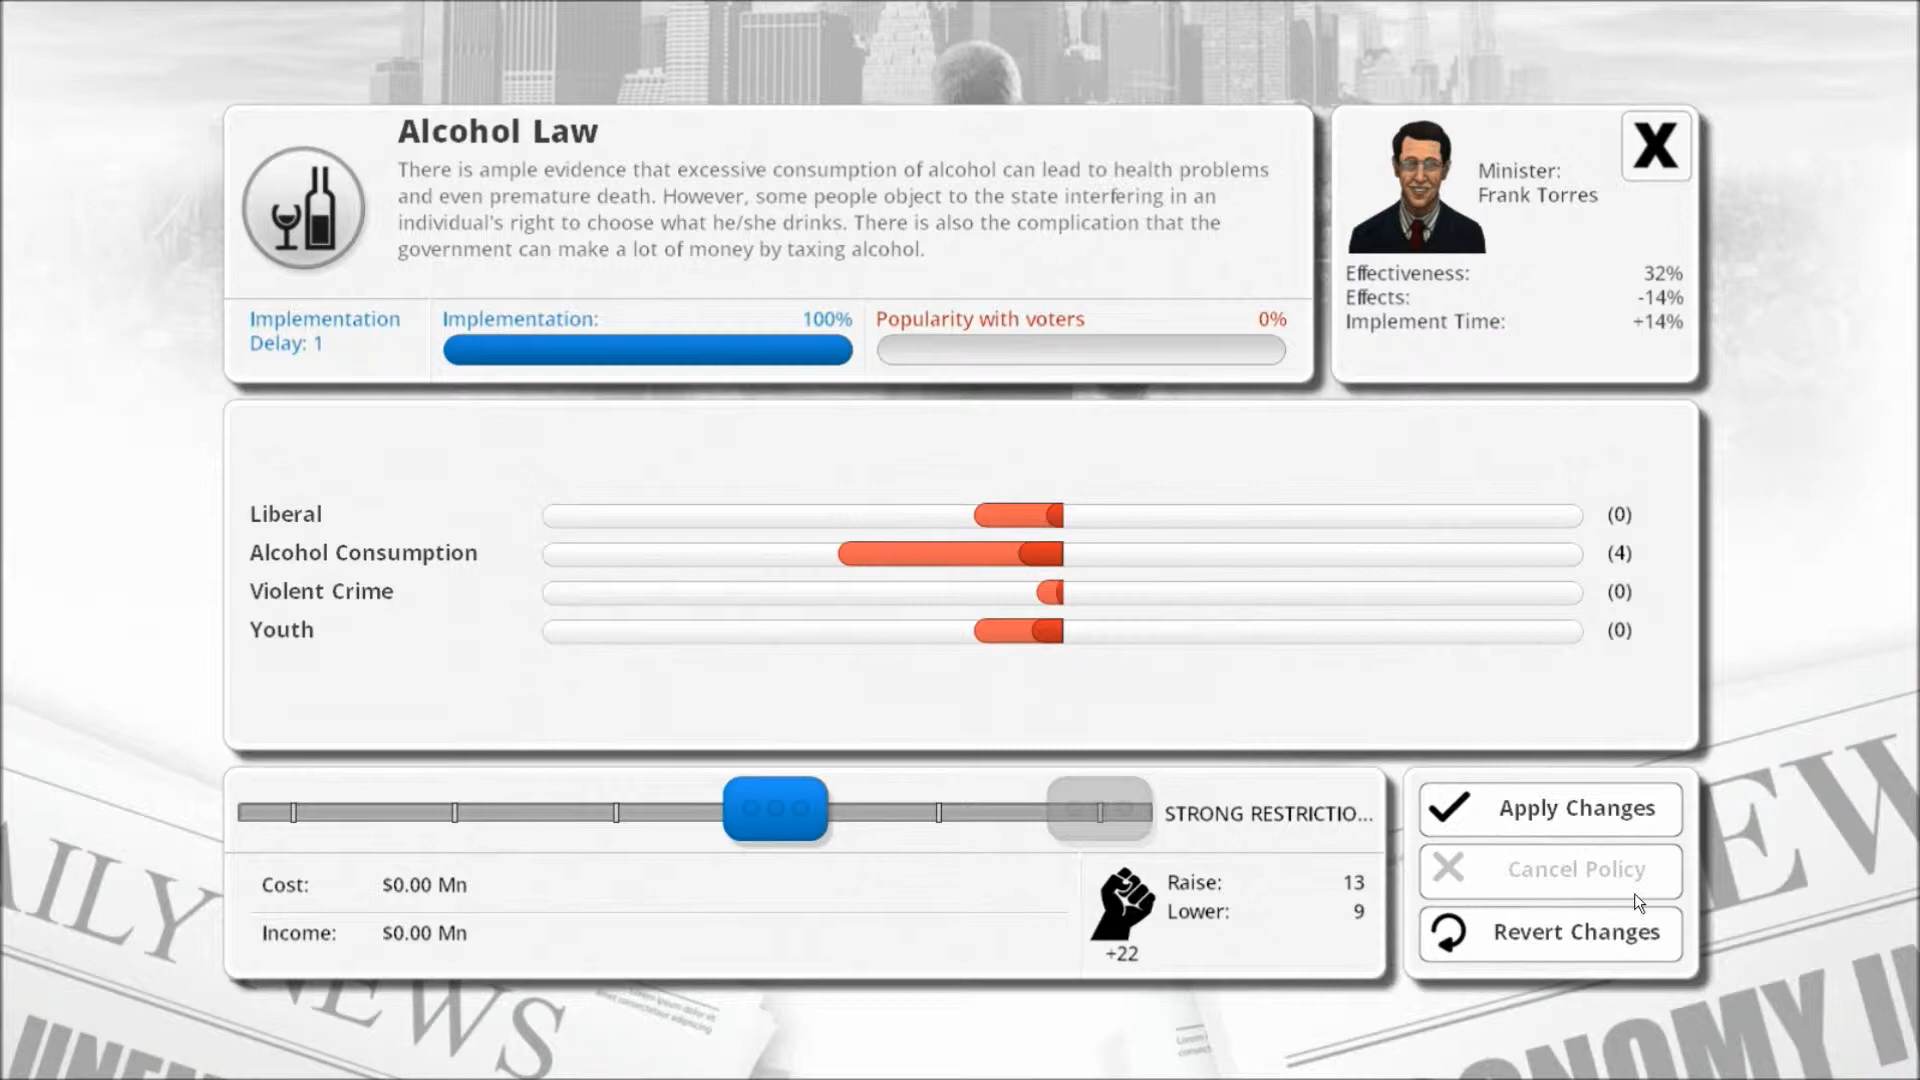 Alcohol Law
There is ample evidence that excessive consumption of alcohol can lead to health problems
and even premature death. However, some people object to the state interfering in an
individual's right to choose what he/she drinks. There is also the complication that the
government can make a lot of money by taxing alcohol.
Implementation
Delay: 1
Implementation: 100%
Popularity with voters 0%
X
Minister:
Frank Torres
Effectiveness: 32%
Effects: -14%
Implement Time: +14%
Liberal (0)
Alcohol Consumption (4)
Violent Crime (0)
Youth (0)
STRONG RESTRICTIO...
Cost: $0.00 Mn
Income: $0.00 Mn
Raise: 13
Lower: 9
+22
Apply Changes
Cancel Policy
Revert Changes
AILY NEWS
NEW
ONOMY IN